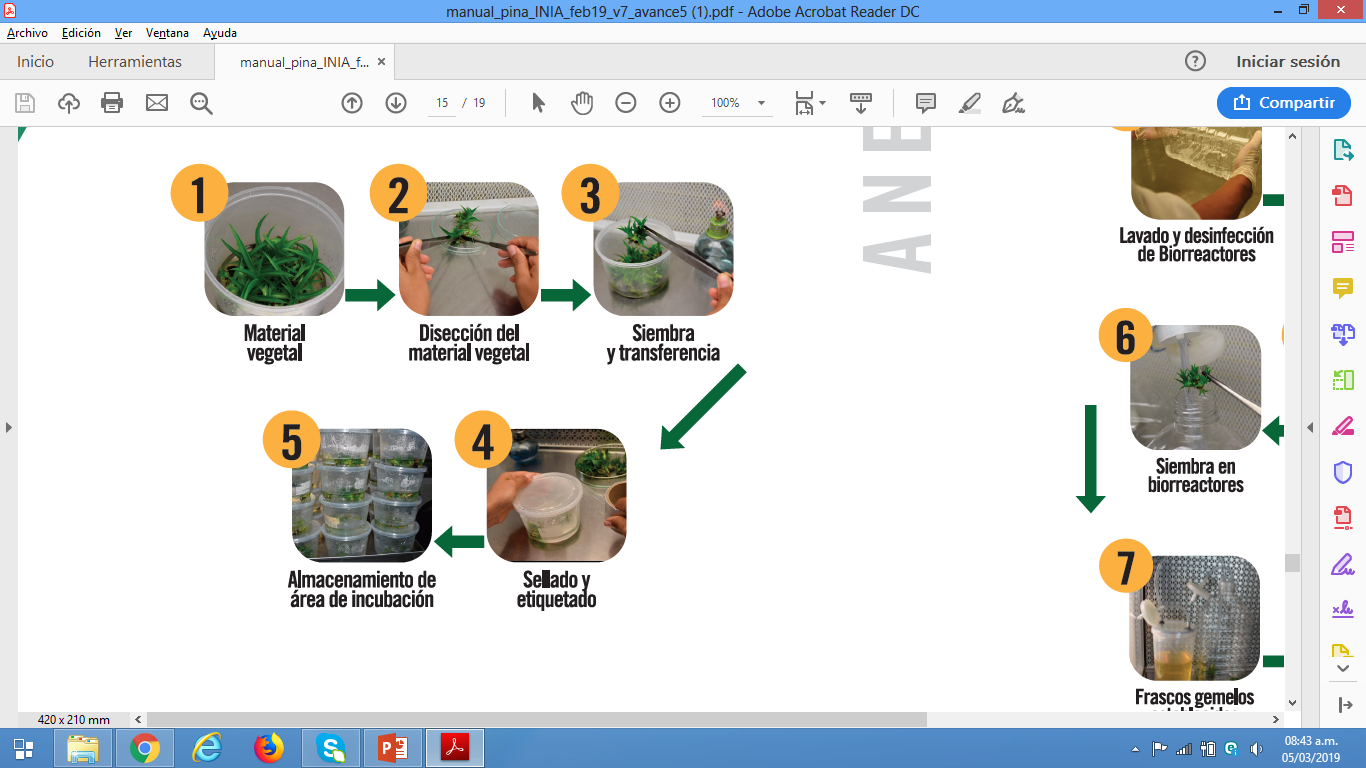 manual_pina_INIA_feb19_v7_avance5 (1).pdf - Adobe Acrobat Reader DC
Archivo Edición Ver Ventana Ayuda
Inicio Herramientas manual_pina_INIA_f... Iniciar sesión
15 / 19 100% Compartir
1
Material
vegetal
2
Disección del
material vegetal
3
Siembra
y transferencia
5
Almacenamiento de
área de incubación
4
Sellado y
etiquetado
ANE
Lavado y desinfección
de Biorreactores
6
Siembra en
biorreactores
7
Frascos gemelos
420 x 210 mm
08:43 a.m.
05/03/2019